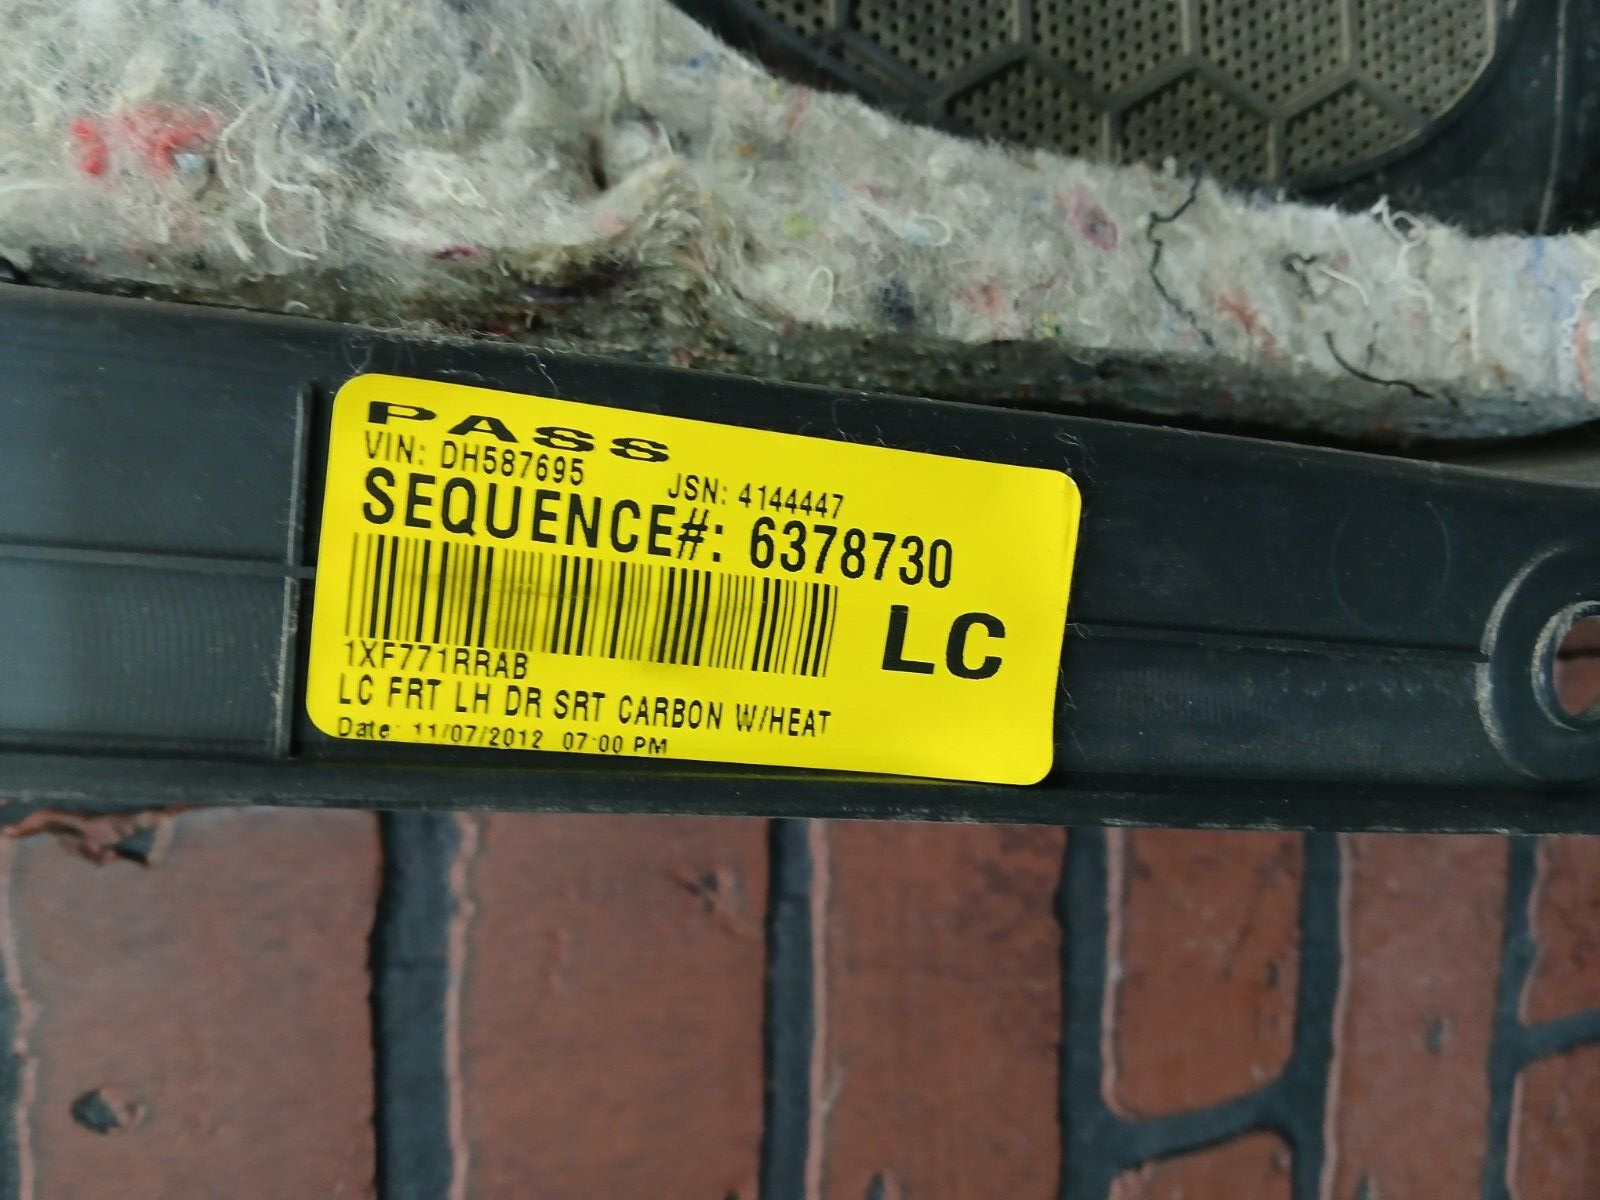 PASS
VIN: DH587695 JSN: 4144447
SEQUENCE#: 6378730
LC
1XF771RRAB
LC FRT LH DR SRT CARBON W/HEAT
Date: 11/07/2012 07:00 PM